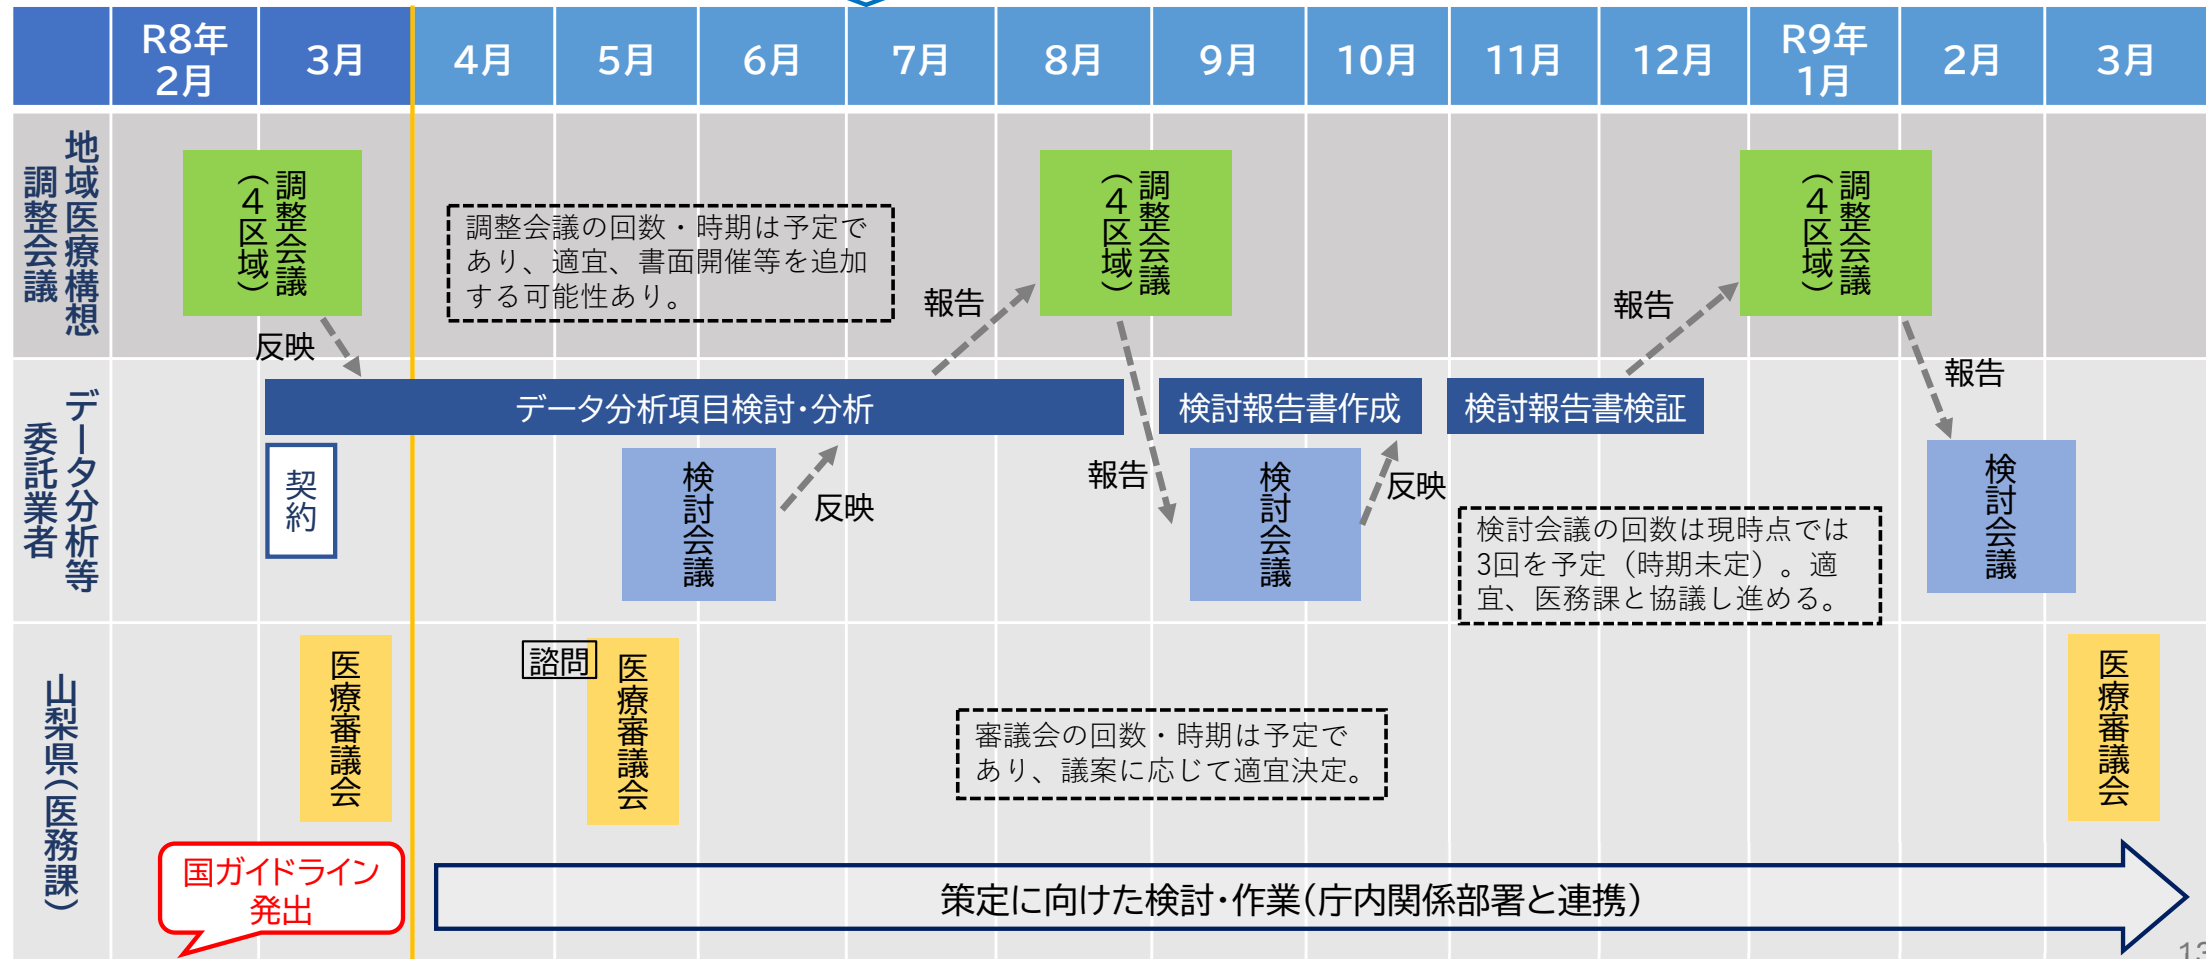 R8年
2月
3月
4月
5月
6月
7月
8月
9月
10月
11月
12月
R9年
1月
2月
3月
地域医療構想
調整会議
調整会議
（４区域）
調整会議の回数・時期は予定で
あり、適宜、書面開催等を追加
する可能性あり。
調整会議
（４区域）
調整会議
（４区域）
反映
報告
報告
報告
データ分析等
委託業者
データ分析項目検討・分析
検討報告書作成
検討報告書検証
契約
検討会議
反映
報告
検討会議
反映
検討会議の回数は現時点では
3回を予定（時期未定）。適
宜、医務課と協議し進める。
検討会議
山梨県（医務課）
医療審議会
諮問
医療審議会
審議会の回数・時期は予定で
あり、議案に応じて適宜決定。
医療審議会
国ガイドライン
発出
策定に向けた検討・作業（庁内関係部署と連携）